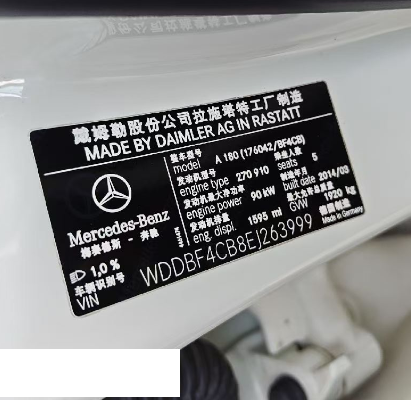 戴姆勒股份公司拉施塔特工厂制造
MADE BY DAIMLER AG IN RASTATT
Mercedes-Benz
梅赛德斯 - 奔驰
1,0 %
车辆识别号
VIN
WDDBF4CB8EJ263999
整车型号
model
A 180 (176042/BF4CB)
发动机型号
engine type
270 910
发动机最大净功率
engine power
90 kW
发动机排量
eng. displ.
1595 ml
乘坐人数
seats
5
制造年月
built date
2014/03
最大允许总质量
GVW
1920 kg
德国制造
Made in Germany